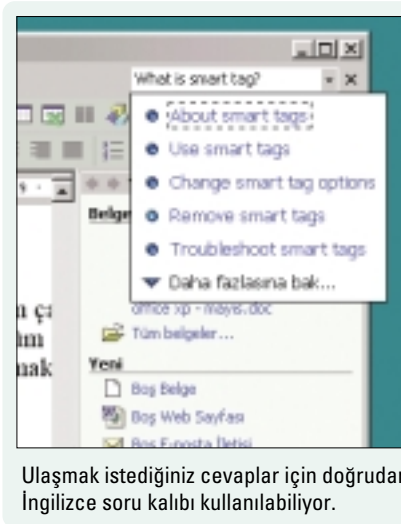 What is smart tag?
About smart tags
Use smart tags
Change smart tag options
Remove smart tags
Troubleshoot smart tags
Daha fazlasına bak...
Belge
office xp - mayıs.doc
Tüm belgeler...
Yeni
Boş Belge
Boş Web Sayfası
Boş E-posta İletisi
Ulaşmak istediğiniz cevaplar için doğrudan
İngilizce soru kalıbı kullanılabiliyor.